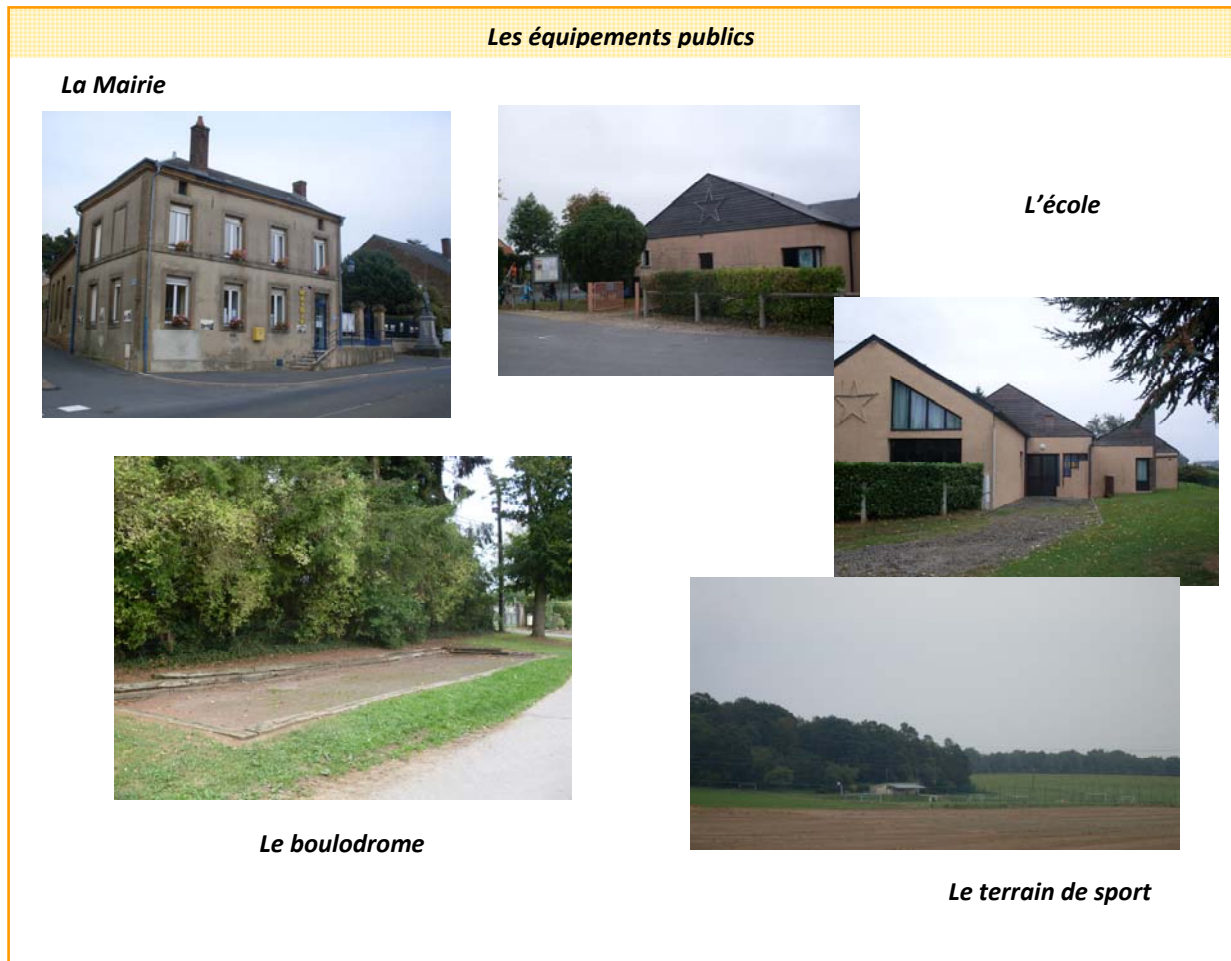 Les équipements publics
La Mairie
L’école
Le boulodrome
Le terrain de sport